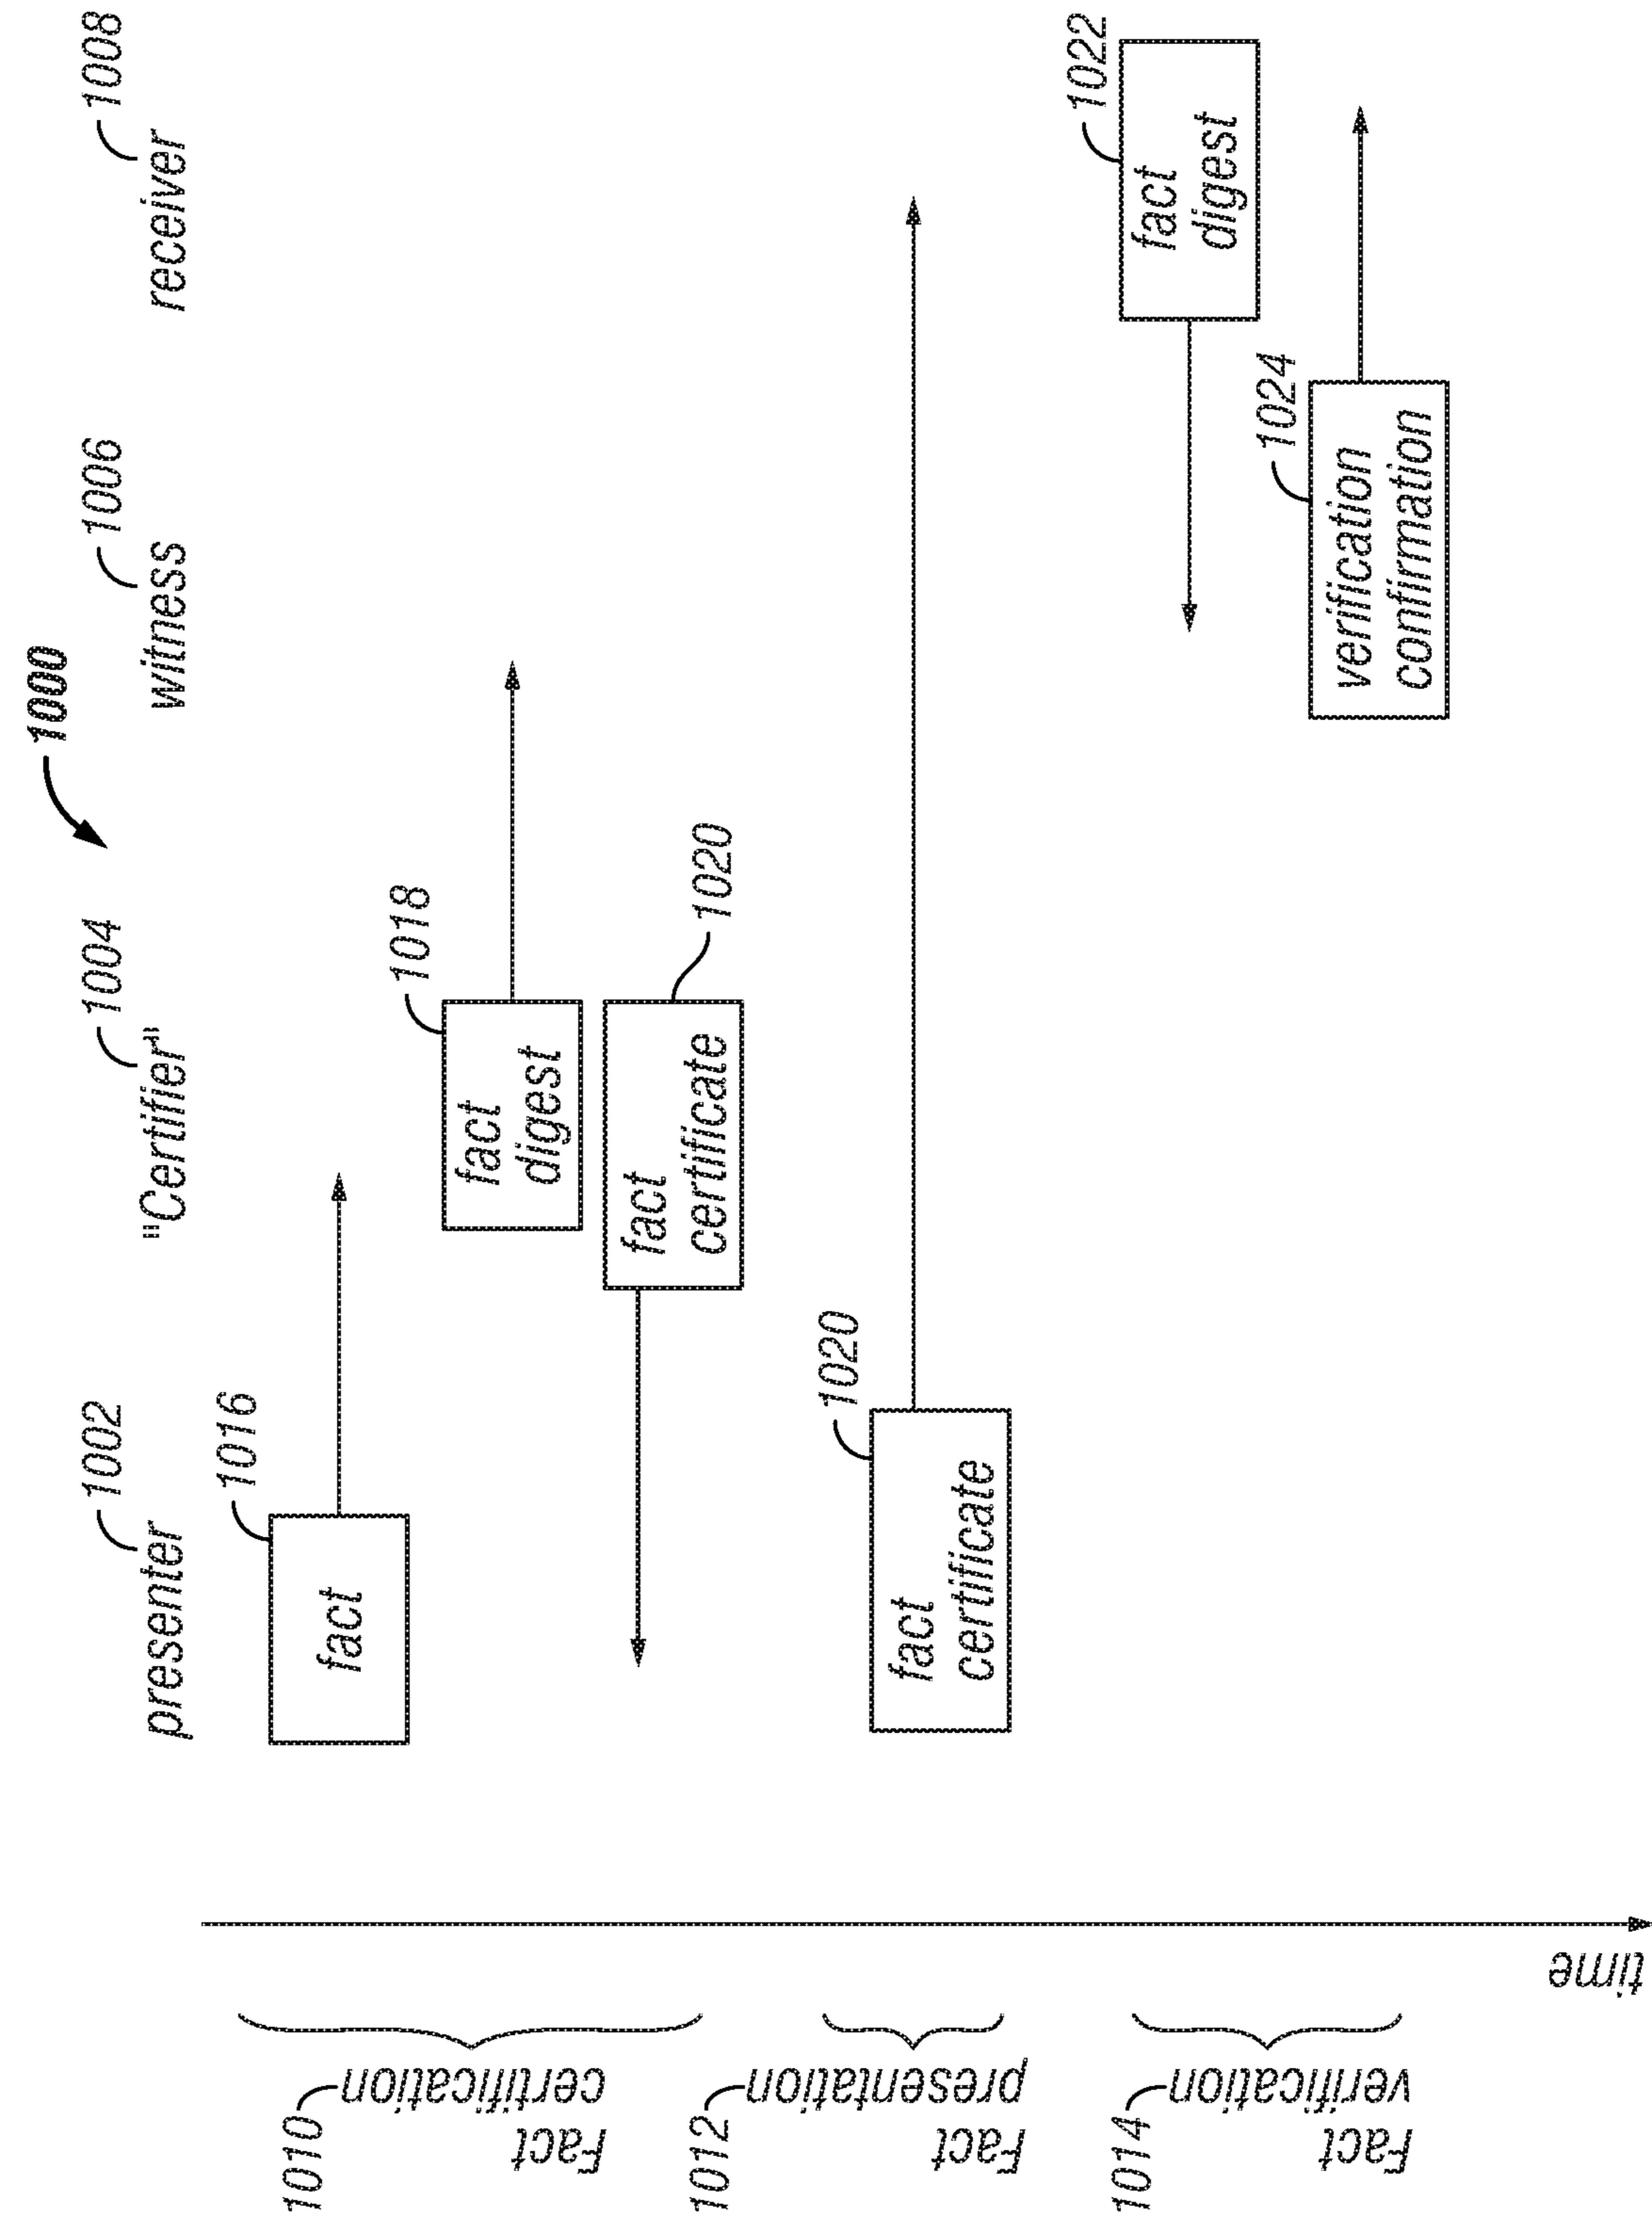 1000
1002
1004
1006
1008
presenter
"Certifier"
witness
receiver
1010
Fact
certification
1016
fact
1018
fact
digest
fact
certificate
1020
1012
Fact
presentation
1020
fact
certificate
1014
Fact
verification
1022
fact
digest
1024
verification
confirmation
time